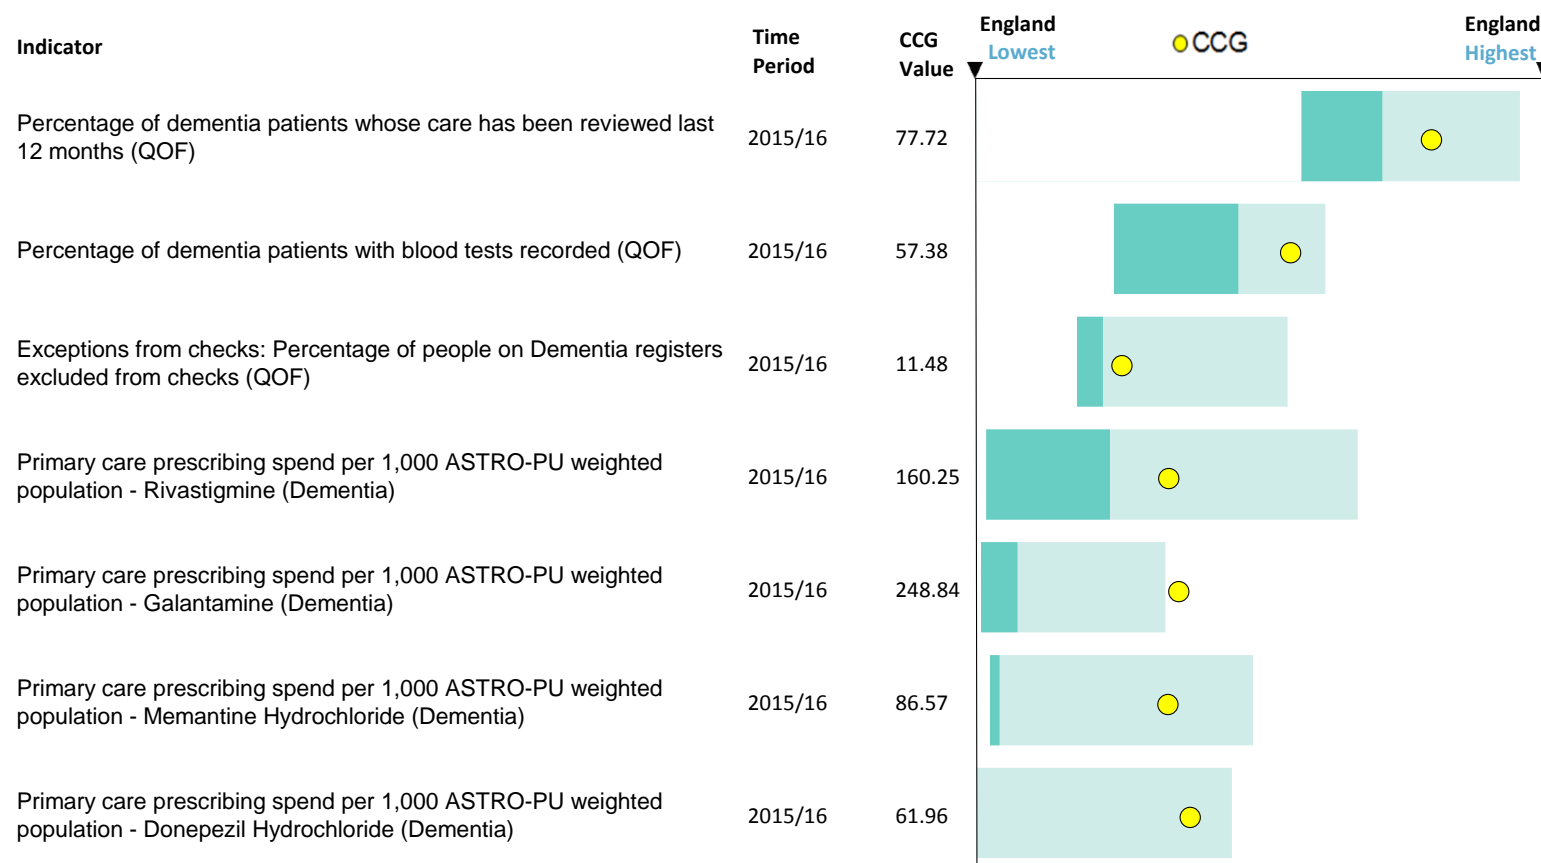 Indicator
Time
Period
CCG
Value
England
Lowest
CCG
England
Highest
Percentage of dementia patients whose care has been reviewed last
12 months (QOF)
2015/16
77.72
Percentage of dementia patients with blood tests recorded (QOF)
2015/16
57.38
Exceptions from checks: Percentage of people on Dementia registers
excluded from checks (QOF)
2015/16
11.48
Primary care prescribing spend per 1,000 ASTRO-PU weighted
population - Rivastigmine (Dementia)
2015/16
160.25
Primary care prescribing spend per 1,000 ASTRO-PU weighted
population - Galantamine (Dementia)
2015/16
248.84
Primary care prescribing spend per 1,000 ASTRO-PU weighted
population - Memantine Hydrochloride (Dementia)
2015/16
86.57
Primary care prescribing spend per 1,000 ASTRO-PU weighted
population - Donepezil Hydrochloride (Dementia)
2015/16
61.96